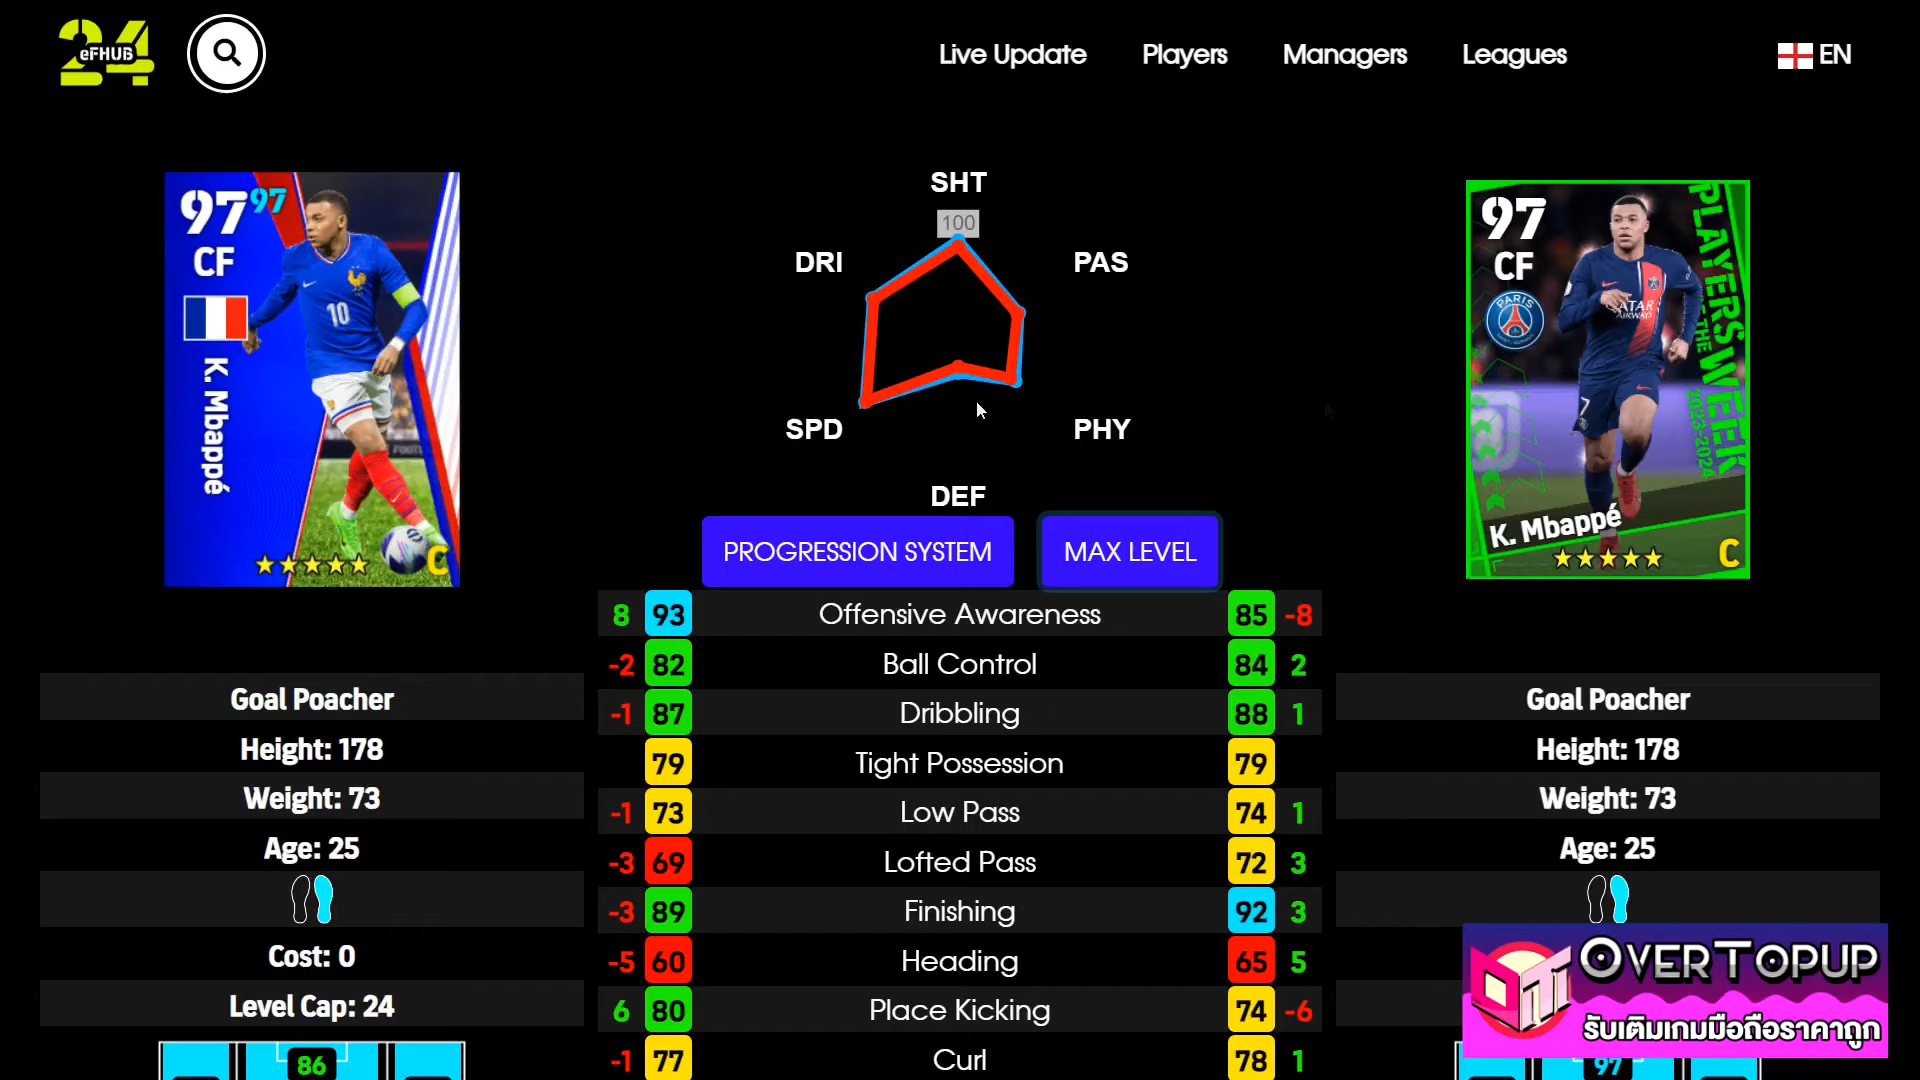 24
eFHUB
Live Update
Players
Managers
Leagues
EN
97
97
CF
K. Mbappé
10
C
SHT
100
DRI
PAS
SPD
PHY
DEF
97
CF
PARIS
PLAYERS
OF THE
WEEK
2023-2024
QATAR
AIRWAYS
7
K. Mbappé
C
PROGRESSION SYSTEM
MAX LEVEL
8 93 Offensive Awareness 85 -8
-2 82 Ball Control 84 2
-1 87 Dribbling 88 1
79 Tight Possession 79
-1 73 Low Pass 74 1
-3 69 Lofted Pass 72 3
-3 89 Finishing 92 3
-5 60 Heading 65 5
6 80 Place Kicking 74 -6
-1 77 Curl 78 1
Goal Poacher
Height: 178
Weight: 73
Age: 25
Cost: 0
Level Cap: 24
86
Goal Poacher
Height: 178
Weight: 73
Age: 25
97
OTU
OVERTOPUP
รับเติมเกมมือถือราคาถูก